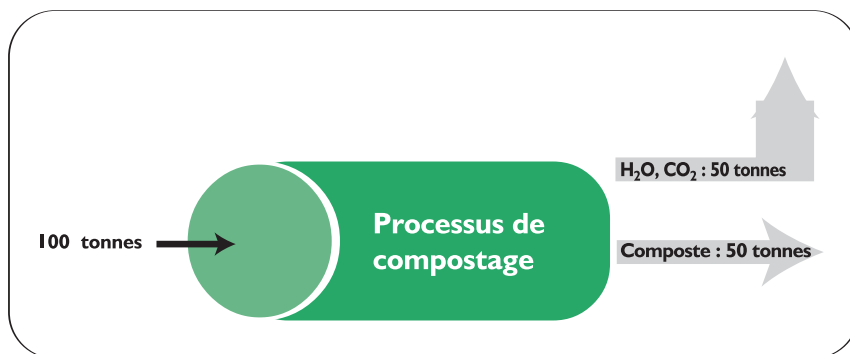 H₂O, CO₂ : 50 tonnes
100 tonnes
Processus de
compostage
Composte : 50 tonnes